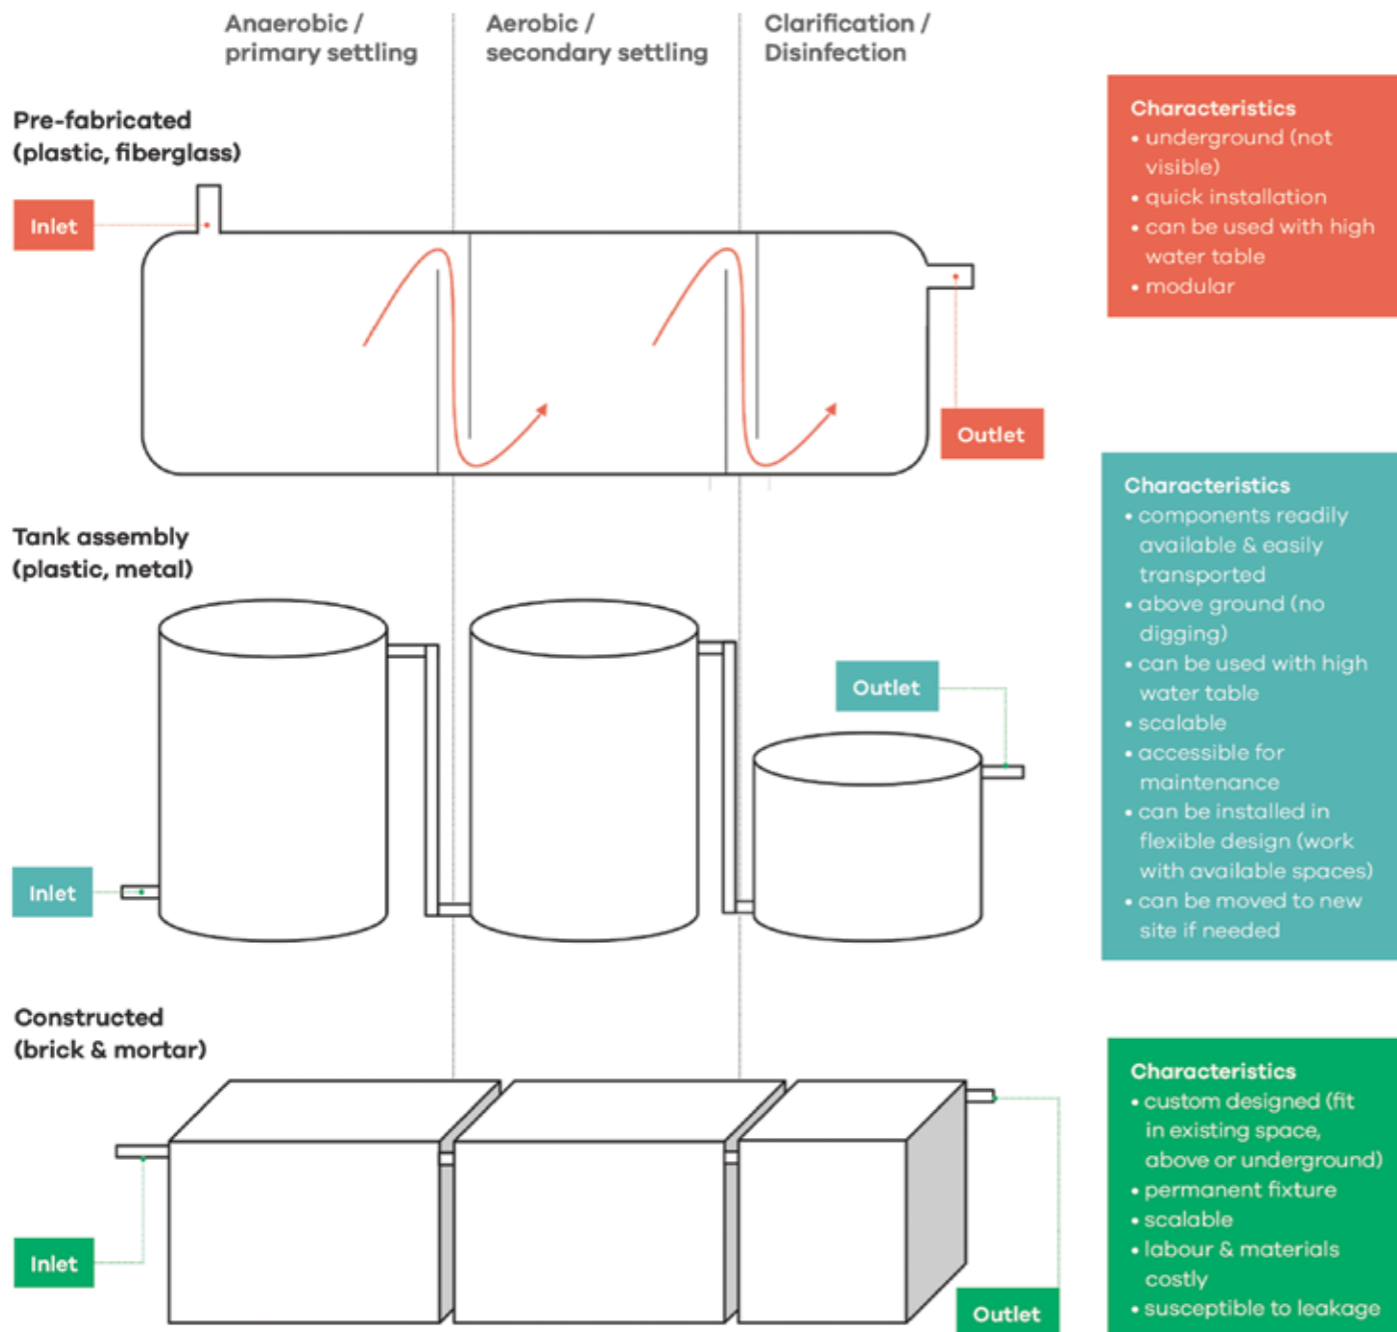 Anaerobic /
primary settling
Aerobic /
secondary settling
Clarification /
Disinfection
Pre-fabricated
(plastic, fiberglass)
Inlet
Outlet
Characteristics
• underground (not
visible)
• quick installation
• can be used with high
water table
• modular
Tank assembly
(plastic, metal)
Inlet
Outlet
Characteristics
• components readily
available & easily
transported
• above ground (no
digging)
• can be used with high
water table
• scalable
• accessible for
maintenance
• can be installed in
flexible design (work
with available spaces)
• can be moved to new
site if needed
Constructed
(brick & mortar)
Inlet
Outlet
Characteristics
• custom designed (fit
in existing space,
above or underground)
• permanent fixture
• scalable
• labour & materials
costly
• susceptible to leakage